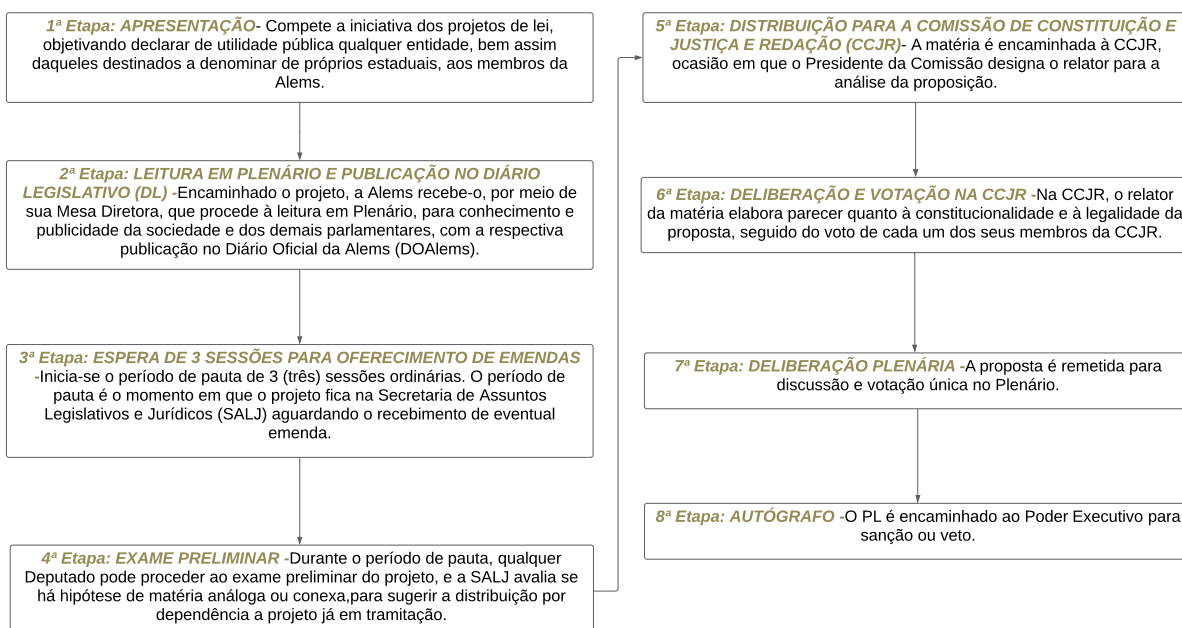 1ª Etapa: APRESENTAÇÃO- Compete a iniciativa dos projetos de lei,
objetivando declarar de utilidade pública qualquer entidade, bem assim
daqueles destinados a denominar de próprios estaduais, aos membros da
Alems.
2ª Etapa: LEITURA EM PLENÁRIO E PUBLICAÇÃO NO DIÁRIO
LEGISLATIVO (DL) -Encaminhado o projeto, a Alems recebe-o, por meio de
sua Mesa Diretora, que procede à leitura em Plenário, para conhecimento e
publicidade da sociedade e dos demais parlamentares, com a respectiva
publicação no Diário Oficial da Alems (DOAlems).
3ª Etapa: ESPERA DE 3 SESSÕES PARA OFERECIMENTO DE EMENDAS
-Inicia-se o período de pauta de 3 (três) sessões ordinárias. O período de
pauta é o momento em que o projeto fica na Secretaria de Assuntos
Legislativos e Jurídicos (SALJ) aguardando o recebimento de eventual
emenda.
4ª Etapa: EXAME PRELIMINAR -Durante o período de pauta, qualquer
Deputado pode proceder ao exame preliminar do projeto, e a SALJ avalia se
há hipótese de matéria análoga ou conexa,para sugerir a distribuição por
dependência a projeto já em tramitação.
5ª Etapa: DISTRIBUIÇÃO PARA A COMISSÃO DE CONSTITUIÇÃO E
JUSTIÇA E REDAÇÃO (CCJR)- A matéria é encaminhada à CCJR,
ocasião em que o Presidente da Comissão designa o relator para a
análise da proposição.
6ª Etapa: DELIBERAÇÃO E VOTAÇÃO NA CCJR -Na CCJR, o relator
da matéria elabora parecer quanto à constitucionalidade e à legalidade da
proposta, seguido do voto de cada um dos seus membros da CCJR.
7ª Etapa: DELIBERAÇÃO PLENÁRIA -A proposta é remetida para
discussão e votação única no Plenário.
8ª Etapa: AUTÓGRAFO -O PL é encaminhado ao Poder Executivo para
sanção ou veto.